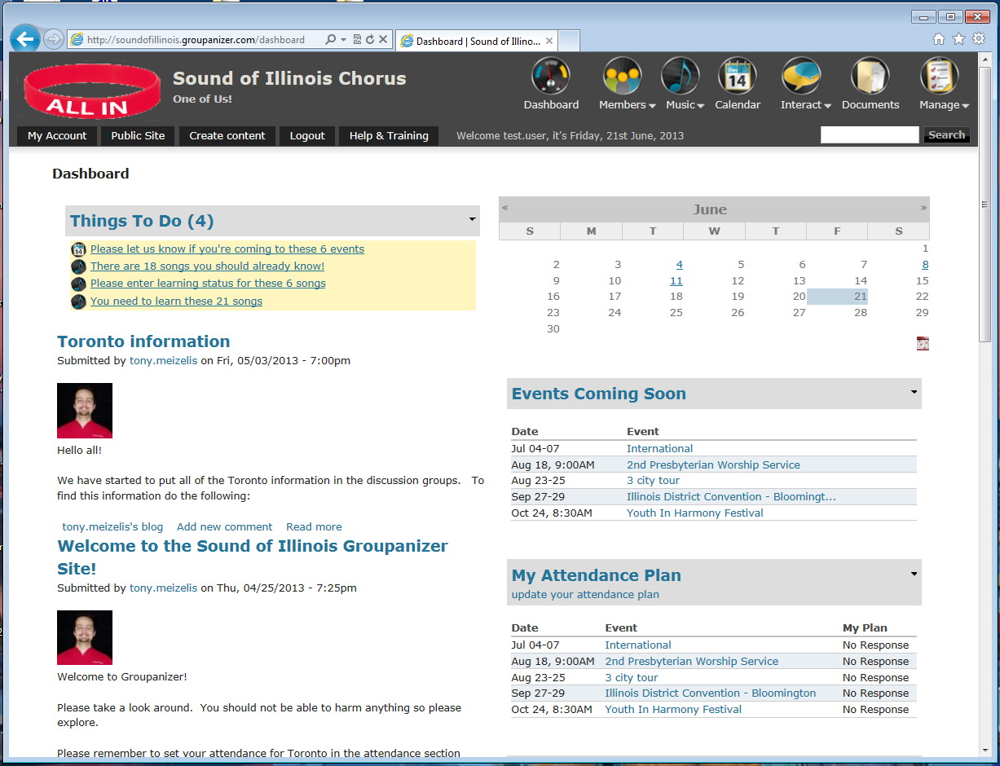 http://soundofillinois.groupanizer.com/dashboard
Dashboard | Sound of Illino...
ALL IN
Sound of Illinois Chorus
One of Us!
Dec
14
Dashboard Members Music Calendar Interact Documents Manage
My Account Public Site Create content Logout Help & Training Welcome test.user, it's Friday, 21st June, 2013 Search
Dashboard
Things To Do (4)
14
Please let us know if you're coming to these 6 events
There are 18 songs you should already know!
Please enter learning status for these 6 songs
You need to learn these 21 songs
Toronto information
Submitted by tony.meizelis on Fri, 05/03/2013 - 7:00pm
Hello all!
We have started to put all of the Toronto information in the discussion groups. To
find this information do the following:
tony.meizelis's blog Add new comment Read more
Welcome to the Sound of Illinois Groupanizer
Site!
Submitted by tony.meizelis on Thu, 04/25/2013 - 7:25pm
Welcome to Groupanizer!
Please take a look around. You should not be able to harm anything so please
explore.
Please remember to set your attendance for Toronto in the attendance section
« June »
S M T W T F S
1
2 3 4 5 6 7 8
9 10 11 12 13 14 15
16 17 18 19 20 21 22
23 24 25 26 27 28 29
30
Events Coming Soon
Date Event
Jul 04-07 International
Aug 18, 9:00AM 2nd Presbyterian Worship Service
Aug 23-25 3 city tour
Sep 27-29 Illinois District Convention - Bloomingt...
Oct 24, 8:30AM Youth In Harmony Festival
My Attendance Plan
update your attendance plan
Date Event My Plan
Jul 04-07 International No Response
Aug 18, 9:00AM 2nd Presbyterian Worship Service No Response
Aug 23-25 3 city tour No Response
Sep 27-29 Illinois District Convention - Bloomington No Response
Oct 24, 8:30AM Youth In Harmony Festival No Response